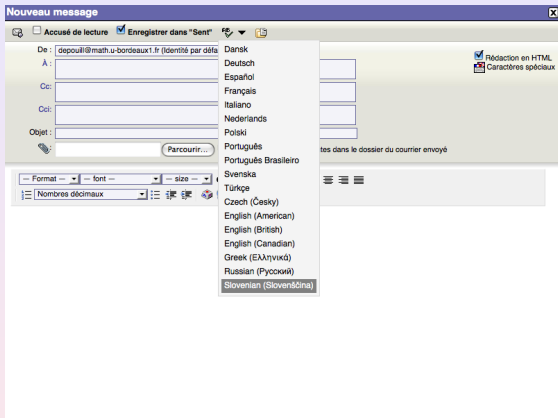 Nouveau message
Accusé de lecture Enregistrer dans "Sent"
De : depouill@math.u-bordeaux1.fr (Identité par défa
Rédaction en HTML
À :
Caractères spéciaux
Cc:
Cci:
Objet :
Parcourir... tes dans le dossier du courrier envoyé
— Format — — font — — size —
Nombres décimaux
Dansk
Deutsch
Español
Français
Italiano
Nederlands
Polski
Português
Português Brasileiro
Svenska
Türkçe
Czech (Česky)
English (American)
English (British)
English (Canadian)
Greek (Ελληνικά)
Russian (Русский)
Slovenian (Slovenščina)